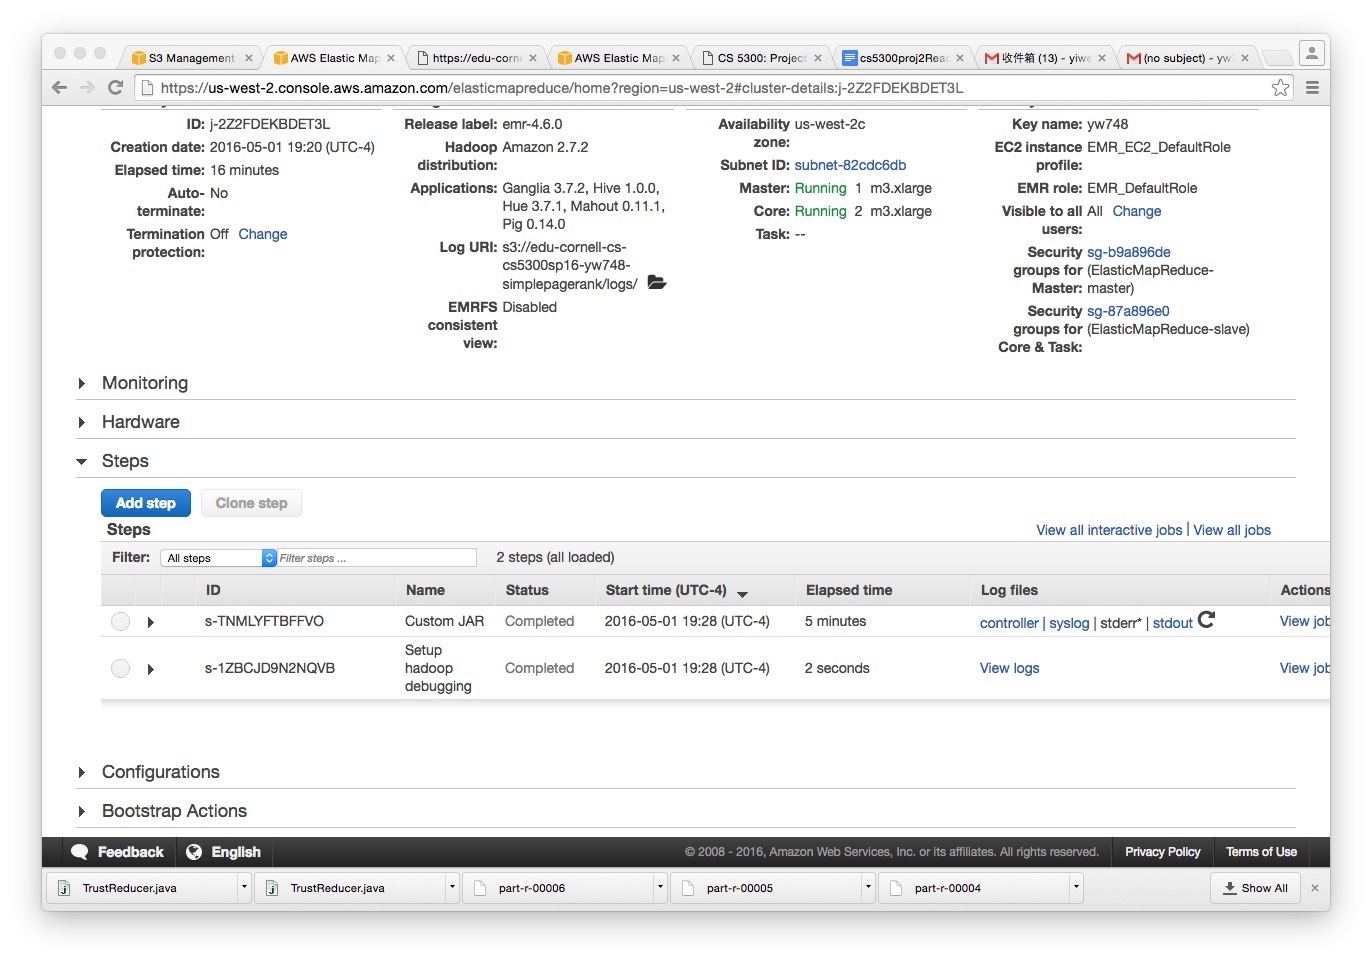 S3 Management
AWS Elastic Map
https://edu-corne
AWS Elastic Map
CS 5300: Project
cs5300proj2Read
收件箱 (13) - yiwe
(no subject) - yw7
https://us-west-2.console.aws.amazon.com/elasticmapreduce/home?region=us-west-2#cluster-details:j-2Z2FDEKBDET3L
ID: j-2Z2FDEKBDET3L
Creation date: 2016-05-01 19:20 (UTC-4)
Elapsed time: 16 minutes
Auto- No
terminate:
Termination Off Change
protection:
Release label: emr-4.6.0
Hadoop Amazon 2.7.2
distribution:
Applications: Ganglia 3.7.2, Hive 1.0.0,
Hue 3.7.1, Mahout 0.11.1,
Pig 0.14.0
Log URI: s3://edu-cornell-cs-
cs5300sp16-yw748-
simplepagerank/logs/
EMRFS Disabled
consistent
view:
Availability us-west-2c
zone:
Subnet ID: subnet-82cdc6db
Master: Running 1 m3.xlarge
Core: Running 2 m3.xlarge
Task: --
Key name: yw748
EC2 instance EMR_EC2_DefaultRole
profile:
EMR role: EMR_DefaultRole
Visible to all All Change
users:
Security sg-b9a896de
groups for (ElasticMapReduce-
Master: master)
Security sg-87a896e0
groups for (ElasticMapReduce-slave)
Core & Task:
Monitoring
Hardware
Steps
Add step Clone step
Steps
View all interactive jobs | View all jobs
Filter: All steps Filter steps ... 2 steps (all loaded)
ID Name Status Start time (UTC-4) Elapsed time Log files Actions
s-TNMLYFTBFFVO Custom JAR Completed 2016-05-01 19:28 (UTC-4) 5 minutes controller | syslog | stderr* | stdout View job
s-1ZBCJD9N2NQVB Setup hadoop debugging Completed 2016-05-01 19:28 (UTC-4) 2 seconds View logs View job
Configurations
Bootstrap Actions
Feedback English © 2008 - 2016, Amazon Web Services, Inc. or its affiliates. All rights reserved. Privacy Policy Terms of Use
TrustReducer.java TrustReducer.java part-r-00006 part-r-00005 part-r-00004 Show All